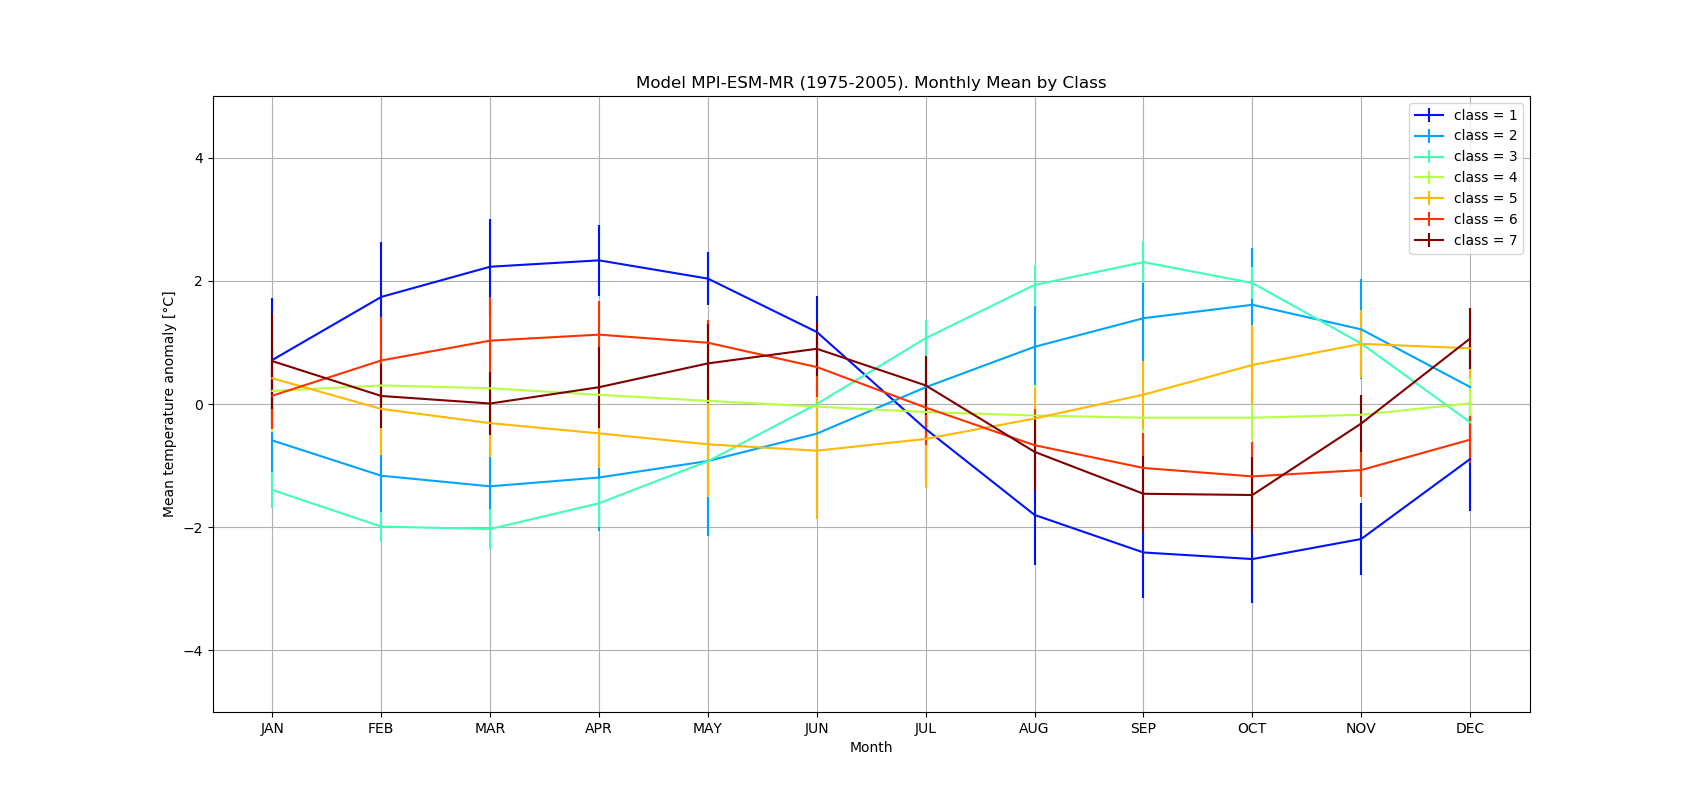 Model MPI-ESM-MR (1975-2005). Monthly Mean by Class
class = 1
class = 2
class = 3
class = 4
class = 5
class = 6
class = 7
Mean temperature anomaly [°C]
4
2
0
−2
−4
JAN FEB MAR APR MAY JUN JUL AUG SEP OCT NOV DEC
Month